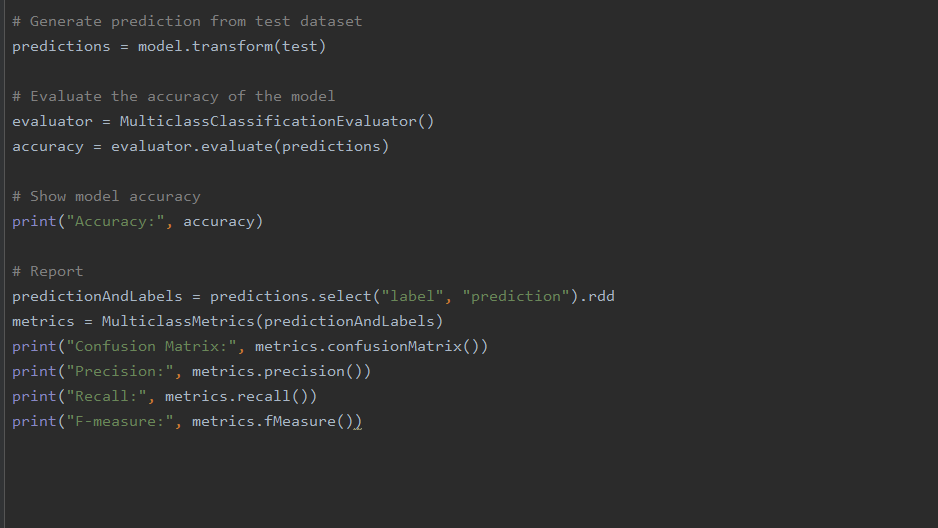 # Generate prediction from test dataset
predictions = model.transform(test)
# Evaluate the accuracy of the model
evaluator = MulticlassClassificationEvaluator()
accuracy = evaluator.evaluate(predictions)
# Show model accuracy
print("Accuracy:", accuracy)
# Report
predictionAndLabels = predictions.select("label", "prediction").rdd
metrics = MulticlassMetrics(predictionAndLabels)
print("Confusion Matrix:", metrics.confusionMatrix())
print("Precision:", metrics.precision())
print("Recall:", metrics.recall())
print("F-measure:", metrics.fMeasure())